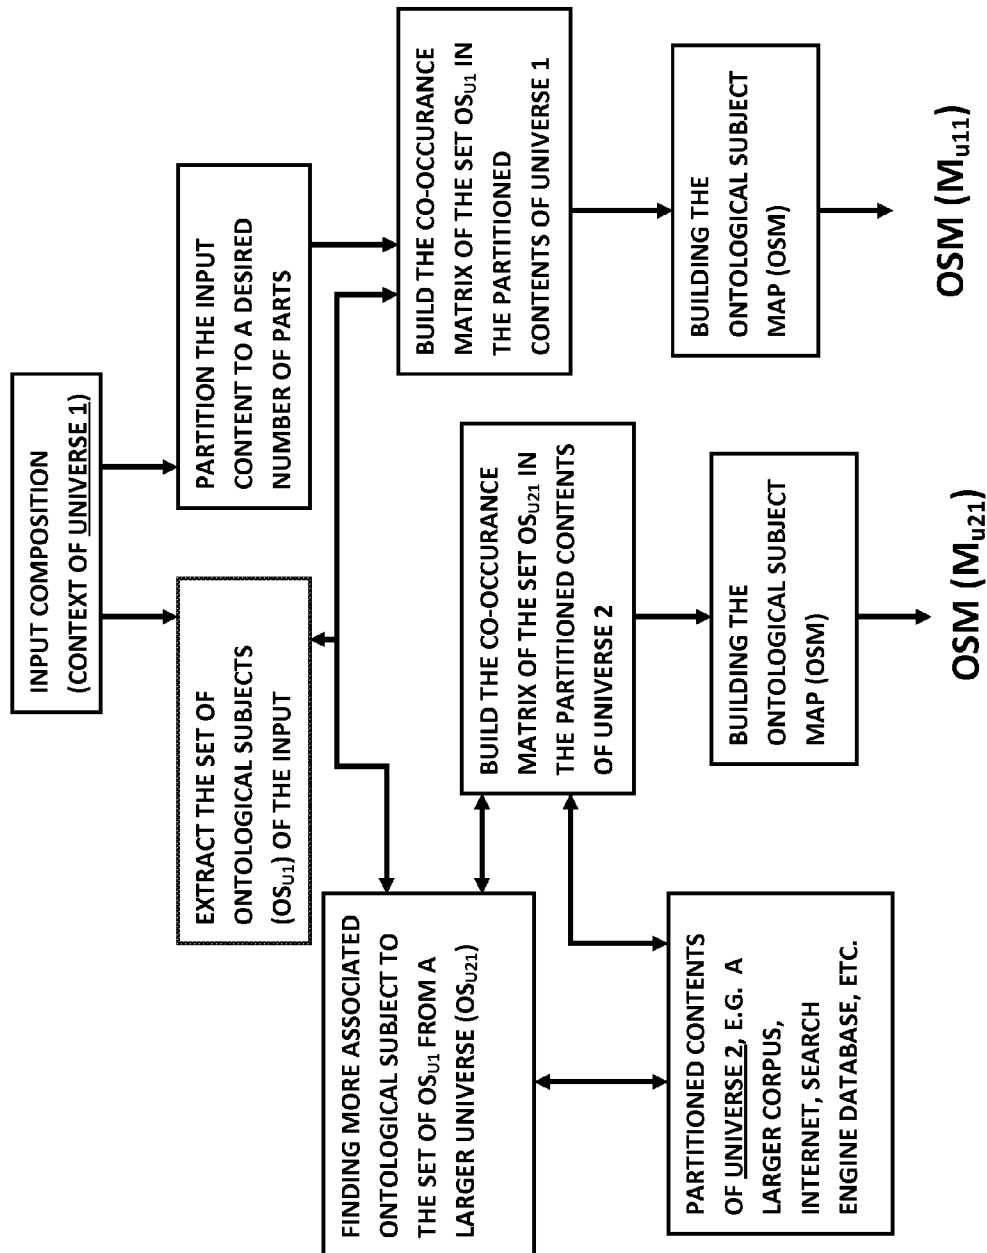 INPUT COMPOSITION
(CONTEXT OF UNIVERSE 1)
EXTRACT THE SET OF
ONTOLOGICAL SUBJECTS
(OSU1) OF THE INPUT
PARTITION THE INPUT
CONTENT TO A DESIRED
NUMBER OF PARTS
FINDING MORE ASSOCIATED
ONTOLOGICAL SUBJECT TO
THE SET OF OSU1 FROM A
LARGER UNIVERSE (OSU21)
BUILD THE CO-OCCURANCE
MATRIX OF THE SET OSU1 IN
THE PARTITIONED
CONTENTS OF UNIVERSE 1
BUILD THE CO-OCCURANCE
MATRIX OF THE SET OSU21 IN
THE PARTITIONED CONTENTS
OF UNIVERSE 2
PARTITIONED CONTENTS
OF UNIVERSE 2, E.G. A
LARGER CORPUS,
INTERNET, SEARCH
ENGINE DATABASE, ETC.
BUILDING THE
ONTOLOGICAL SUBJECT
MAP (OSM)
BUILDING THE
ONTOLOGICAL SUBJECT
MAP (OSM)
OSM (Mu21)
OSM (Mu11)